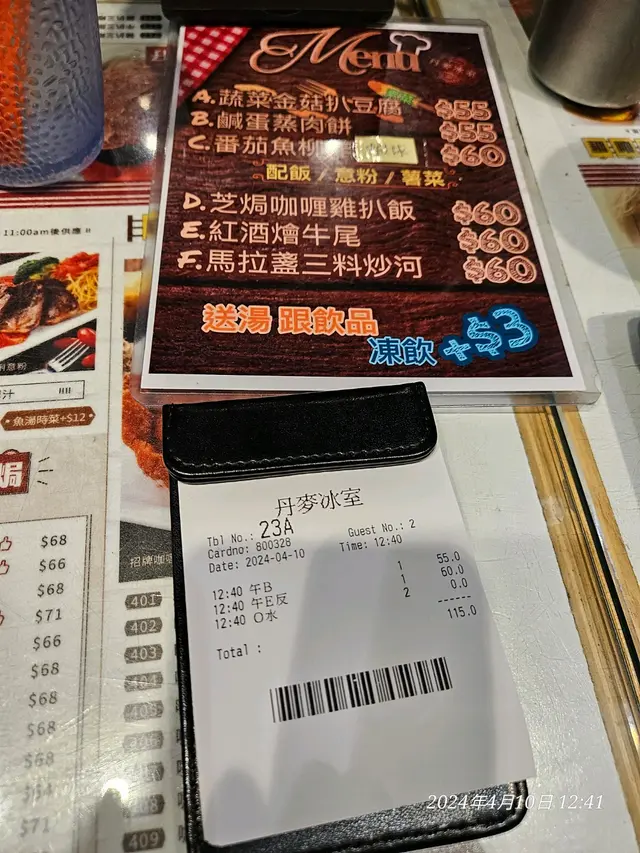 Menu
A. 蔬菜金菇扒豆腐 $55
B. 鹹蛋蒸肉餅 $55
C. 番茄魚柳 $60
配飯 / 意粉 / 薯菜
D. 芝焗咖喱雞扒飯 $60
E. 紅酒燴牛尾 $60
F. 馬拉盞三料炒河 $60
送湯 跟飲品
凍飲 +$3
11:00am後供應
魚湯時菜+$12
焗
$68
$66
$68
$71
$66
$68
$68
$68
$68
$71
招牌咖
401
402
403
404
409
丹麥冰室
Tbl No.: 23A Guest No.: 2
Cardno: 800328 Time: 12:40
Date: 2024-04-10
12:40 午B 1 55.0
12:40 午E反 1 60.0
12:40 O水 2 0.0
------
Total : 115.0
2024年4月10日 12:41